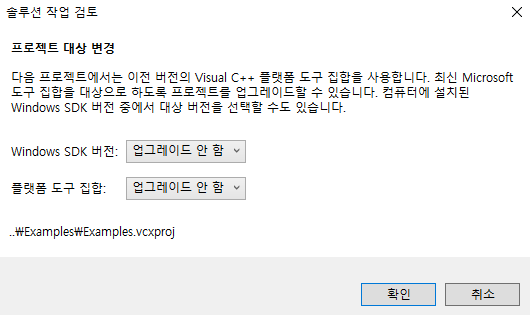 솔루션 작업 검토
프로젝트 대상 변경
다음 프로젝트에서는 이전 버전의 Visual C++ 플랫폼 도구 집합을 사용합니다. 최신 Microsoft
도구 집합을 대상으로 하도록 프로젝트를 업그레이드할 수 있습니다. 컴퓨터에 설치된
Windows SDK 버전 중에서 대상 버전을 선택할 수도 있습니다.
Windows SDK 버전: 업그레이드 안 함
플랫폼 도구 집합: 업그레이드 안 함
..₩Examples₩Examples.vcxproj
확인 취소